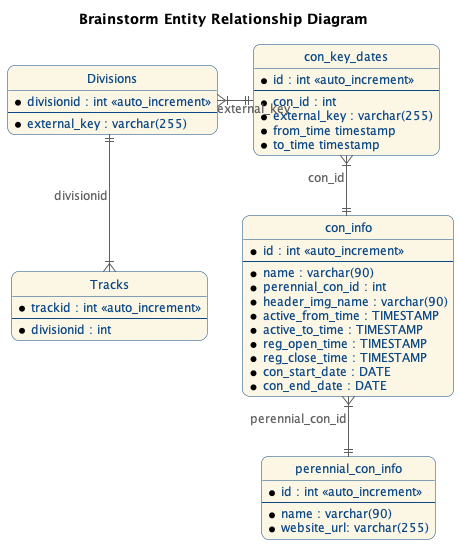 Brainstorm Entity Relationship Diagram
con_key_dates
id : int «auto_increment»
con_id : int
external_key : varchar(255)
from_time timestamp
to_time timestamp
Divisions
divisionid : int «auto_increment»
external_key : varchar(255)
external_key
con_id
divisionid
con_info
id : int «auto_increment»
name : varchar(90)
perennial_con_id : int
header_img_name : varchar(90)
active_from_time : TIMESTAMP
active_to_time : TIMESTAMP
reg_open_time : TIMESTAMP
reg_close_time : TIMESTAMP
con_start_date : DATE
con_end_date : DATE
Tracks
trackid : int «auto_increment»
divisionid : int
perennial_con_id
perennial_con_info
id : int «auto_increment»
name : varchar(90)
website_url: varchar(255)